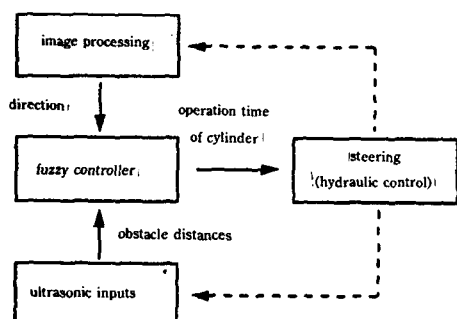 image processing
direction
operation time
of cylinder
fuzzy controller
steering
(hydraulic control)
obstacle distances
ultrasonic inputs